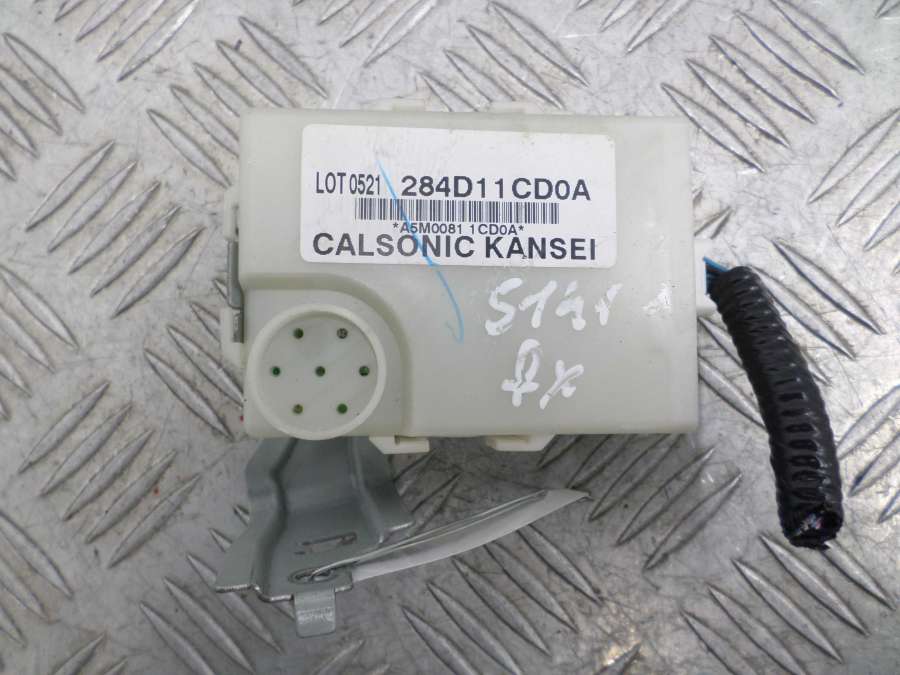 LOT 0521 284D11CD0A
*A5M0081 1CD0A*
CALSONIC KANSEI